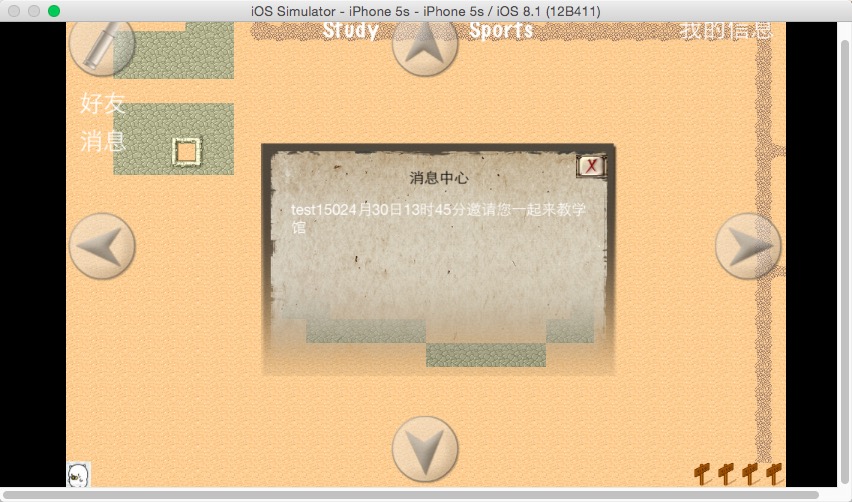 iOS Simulator - iPhone 5s - iPhone 5s / iOS 8.1 (12B411)
Study
Sports
我的信息
好友
消息
消息中心
X
test15024月30日13时45分邀请您一起来教学
馆